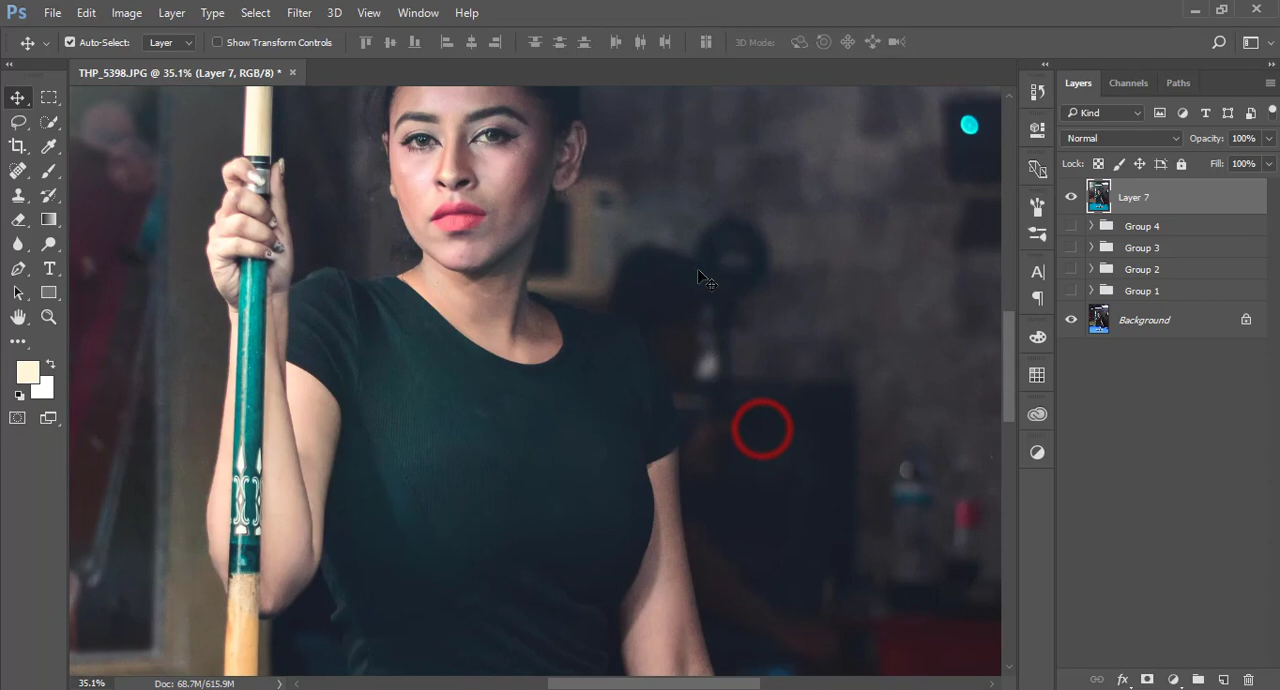 Ps File Edit Image Layer Type Select Filter 3D View Window Help
Auto-Select: Layer Show Transform Controls 3D Mode:
THP_5398.JPG @ 35.1% (Layer 7, RGB/8) *
Layers Channels Paths
Kind
Normal Opacity: 100%
Lock: Fill: 100%
Layer 7
Group 4
Group 3
Group 2
Group 1
Background
35.1% Doc: 68.7M/615.9M